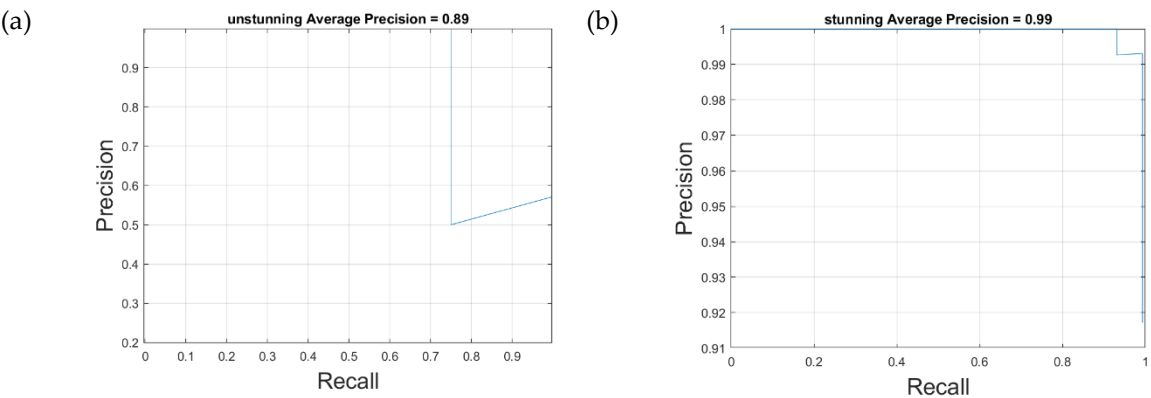 (a)
unstunning Average Precision = 0.89
Precision
0.9
0.8
0.7
0.6
0.5
0.4
0.3
0.2
0 0.1 0.2 0.3 0.4 0.5 0.6 0.7 0.8 0.9
Recall
(b)
stunning Average Precision = 0.99
Precision
1
0.99
0.98
0.97
0.96
0.95
0.94
0.93
0.92
0.91
0 0.2 0.4 0.6 0.8 1
Recall